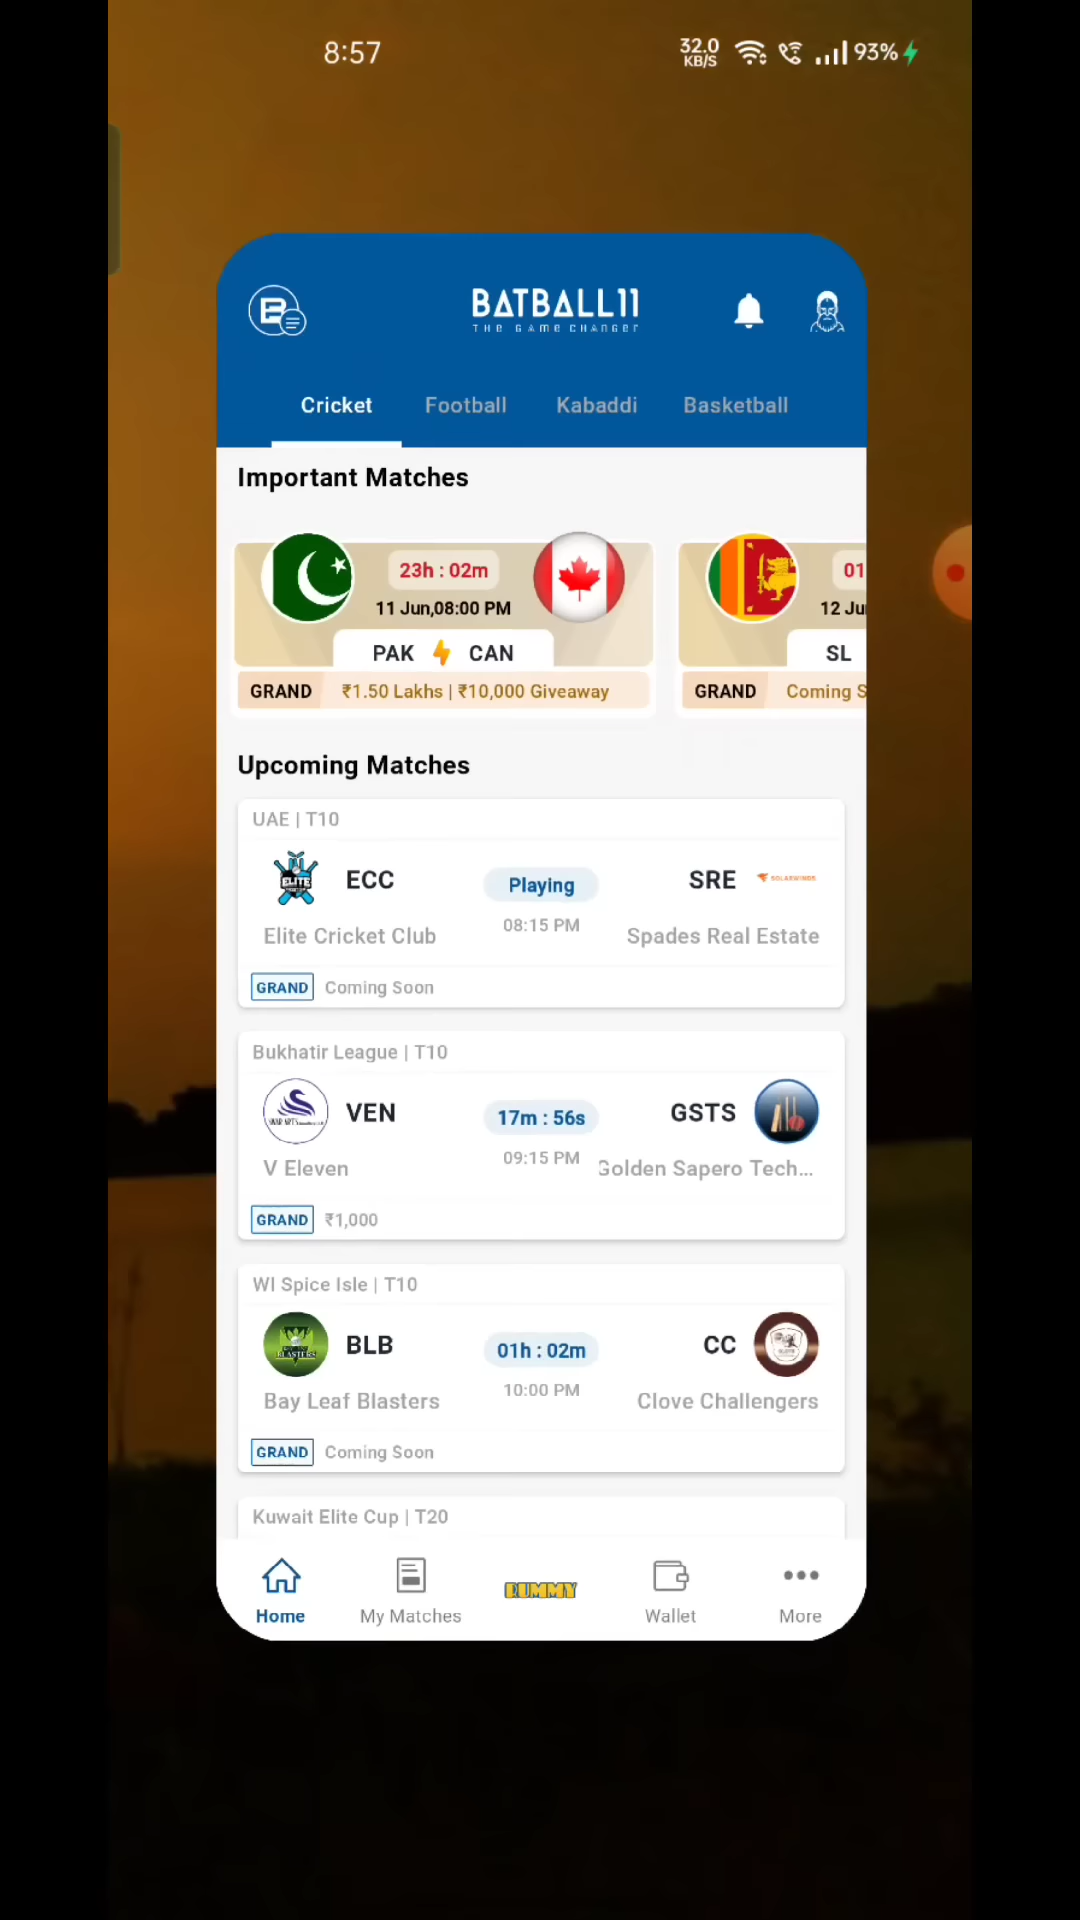 8:57
32.0
KB/S
93%
BATBALL11
THE GAME CHANGER
Cricket Football Kabaddi Basketball
Important Matches
23h : 02m
01
11 Jun,08:00 PM
12 Ju
PAK CAN
SL
GRAND ₹1.50 Lakhs | ₹10,000 Giveaway
GRAND Coming S
Upcoming Matches
UAE | T10
ELITE
ECC Playing SRE
SOLARWINDS
08:15 PM
Elite Cricket Club Spades Real Estate
GRAND Coming Soon
Bukhatir League | T10
VEN 17m : 56s GSTS
09:15 PM
V Eleven Golden Sapero Tech...
GRAND ₹1,000
WI Spice Isle | T10
BLASTERS
BLB 01h : 02m CC
10:00 PM
Bay Leaf Blasters Clove Challengers
GRAND Coming Soon
Kuwait Elite Cup | T20
RUMMY
Home My Matches Wallet More